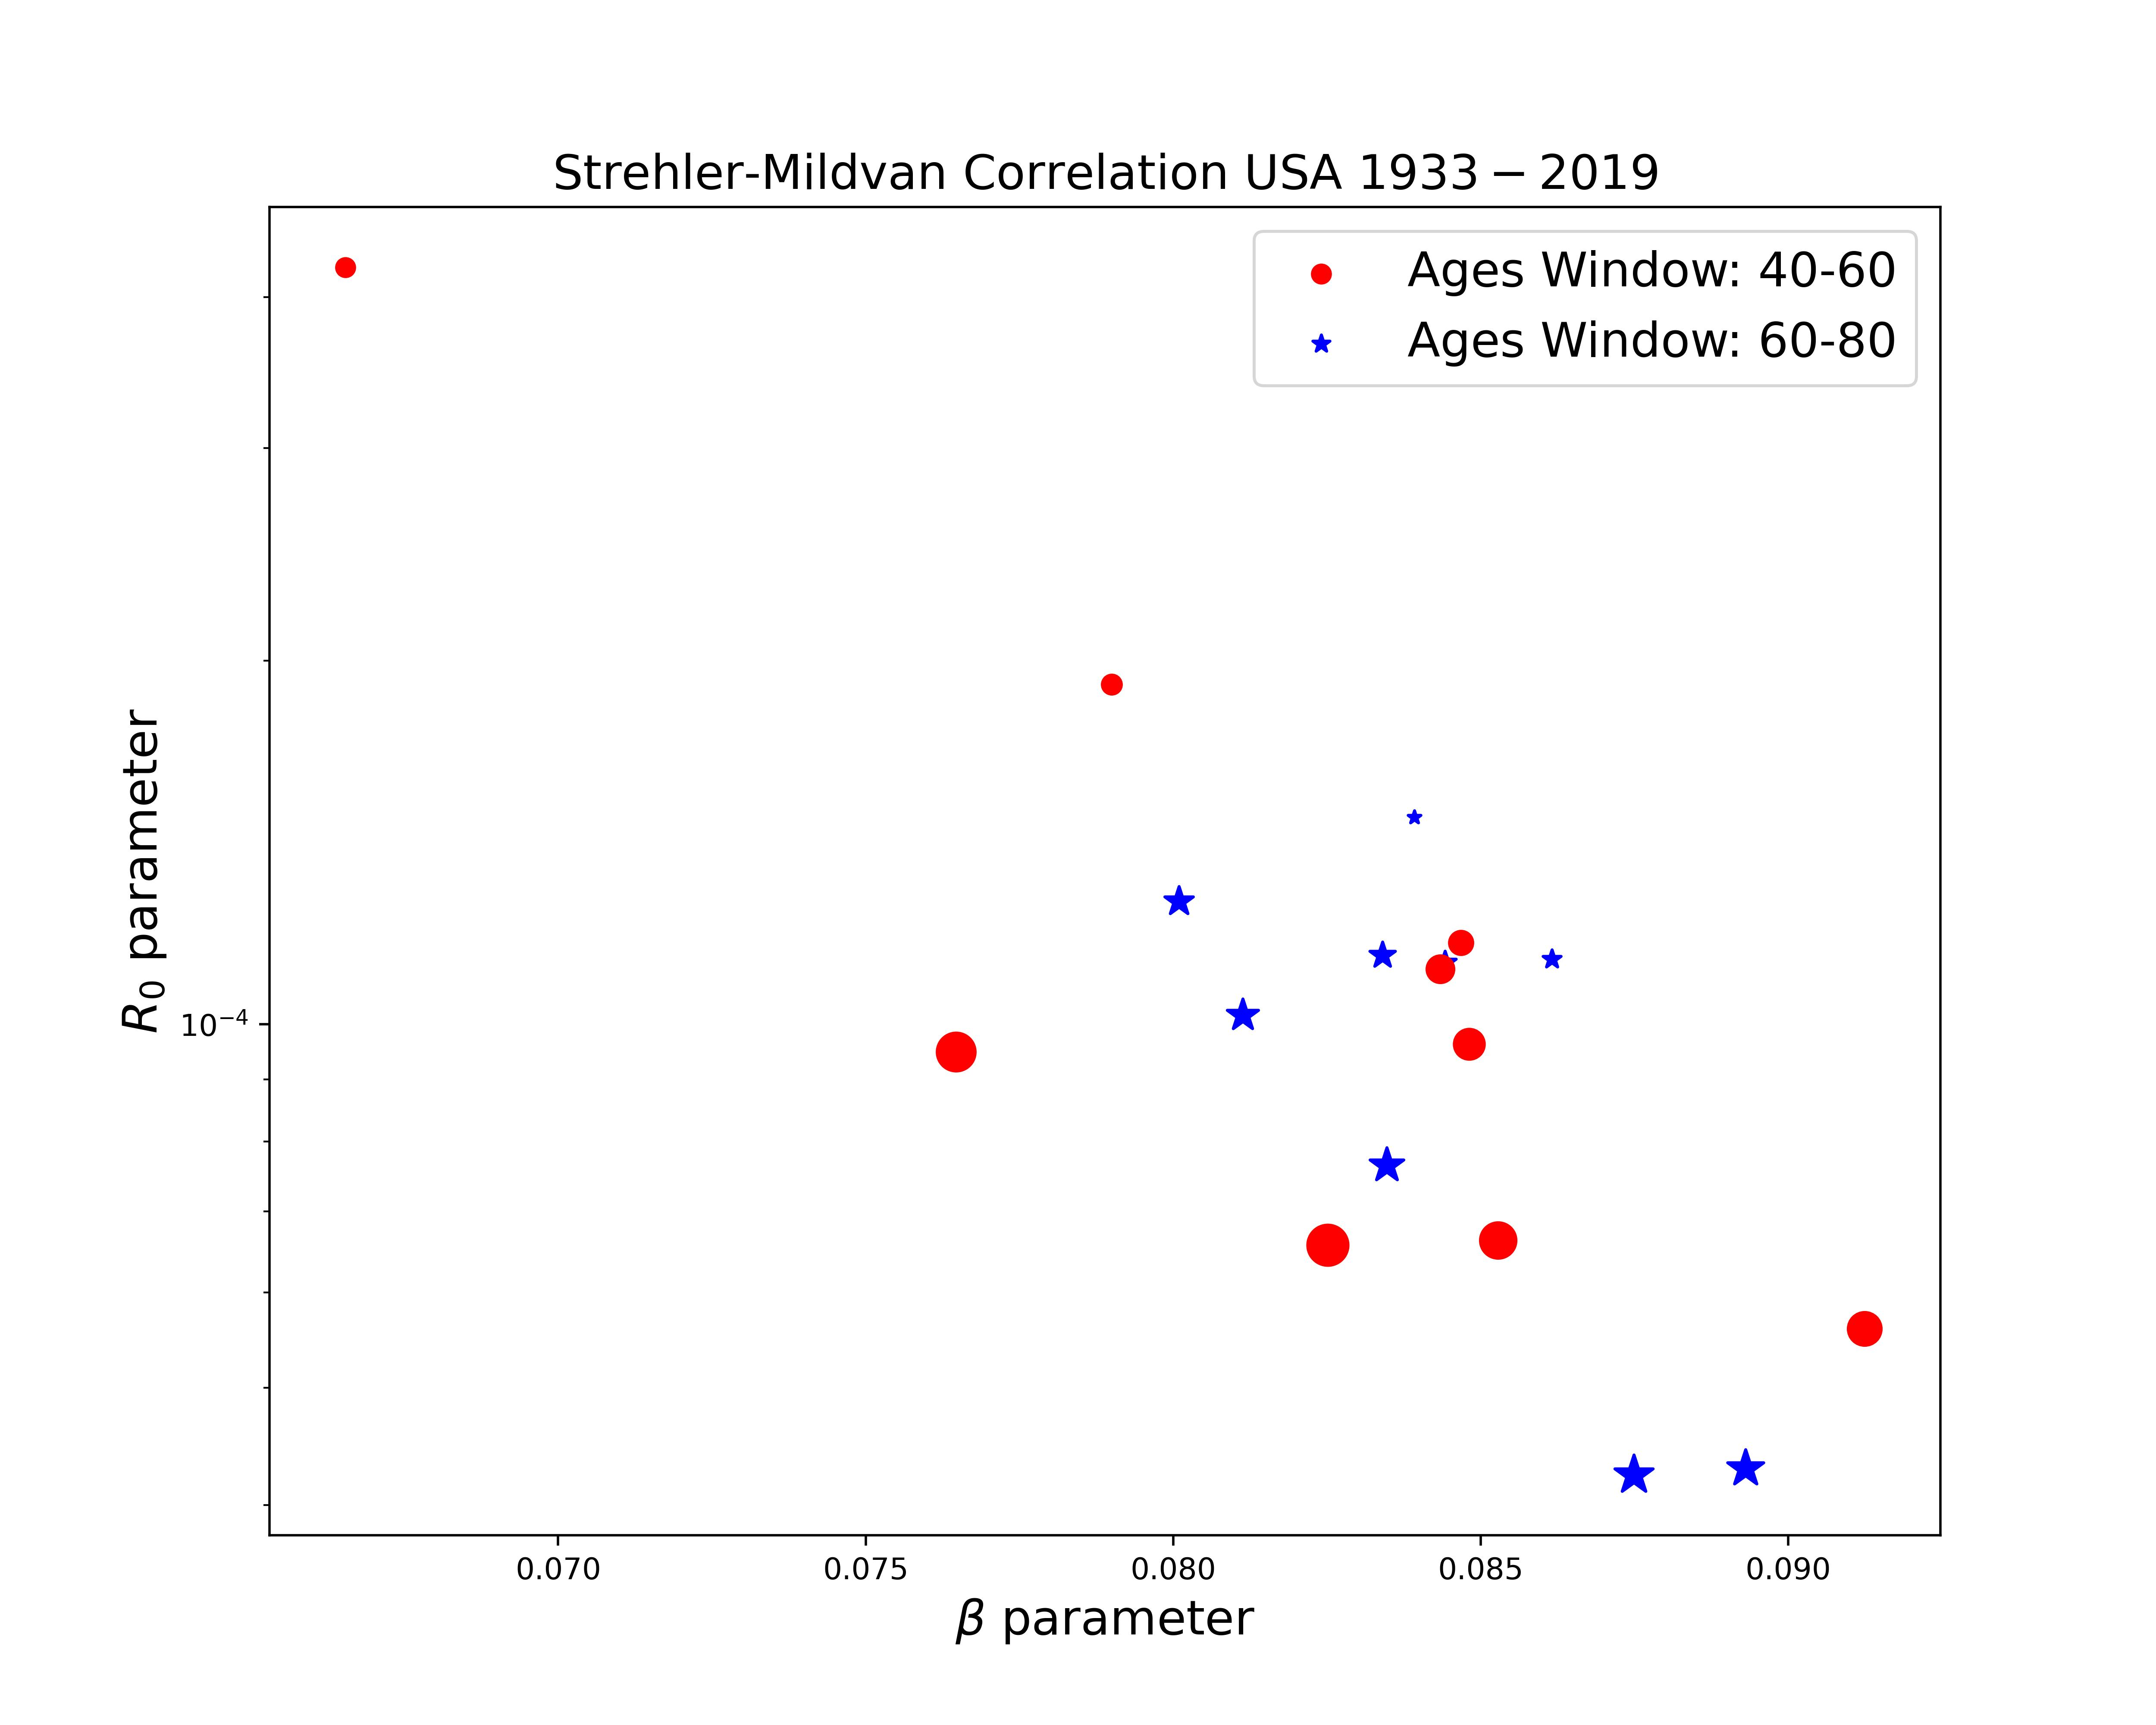 Strehler-Mildvan Correlation USA 1933 − 2019
Ages Window: 40-60
Ages Window: 60-80
R₀ parameter
10⁻⁴
0.070 0.075 0.080 0.085 0.090
β parameter